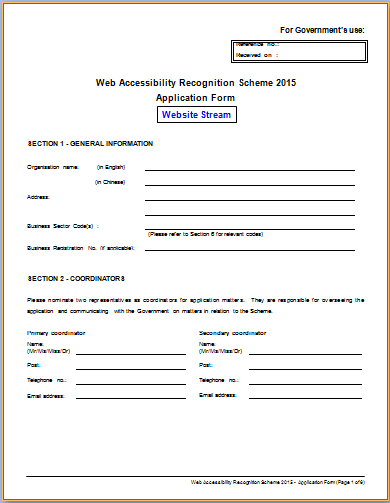 For Government's use:
Reference no.:
Received on :
Web Accessibility Recognition Scheme 2015
Application Form
Website Stream
SECTION 1 - GENERAL INFORMATION
Organisation name: (in English)
(in Chinese)
Address:
Business Sector Code(s) :
(Please refer to Section 6 for relevant codes)
Business Registration No. (if applicable):
SECTION 2 - COORDINATORS
Please nominate two representatives as coordinators for application matters. They are responsible for overseeing the
application and communicating with the Government on matters in relation to the Scheme.
Primary coordinator Secondary coordinator
Name: Name:
(Mr/Ms/Miss/Dr) (Mr/Ms/Miss/Dr)
Post: Post:
Telephone no.: Telephone no.:
Email address: Email address:
Web Accessibility Recognition Scheme 2015 - Application Form (Page 1 of 9)